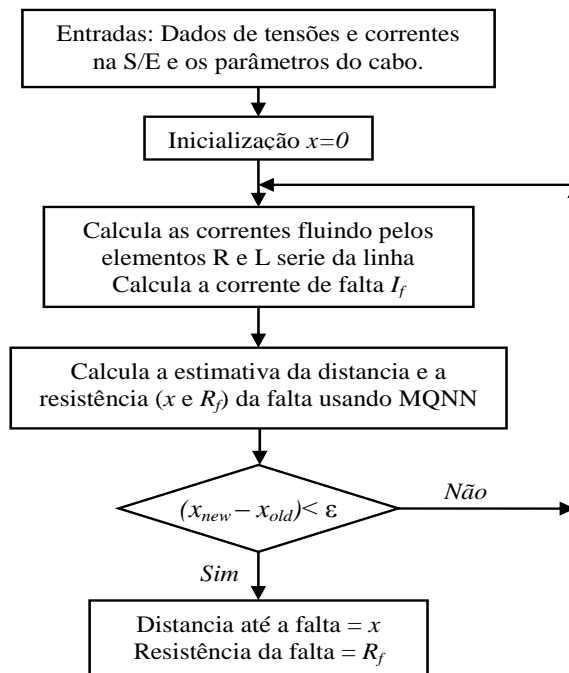 Entradas: Dados de tensões e correntes
na S/E e os parâmetros do cabo.
Inicialização x=0
Calcula as correntes fluindo pelos
elementos R e L serie da linha
Calcula a corrente de falta If
Calcula a estimativa da distancia e a
resistência (x e Rf) da falta usando MQNN
(xnew – xold)< ε
Não
Sim
Distancia até a falta = x
Resistência da falta = Rf